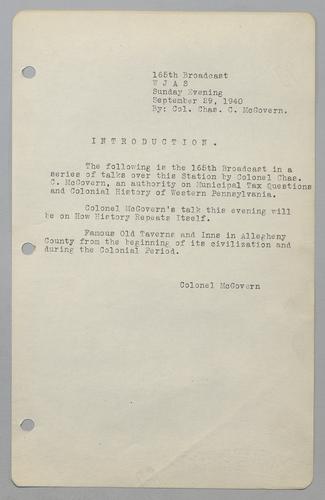 165th Broadcast
W J A S
Sunday Evening
September 29, 1940
By: Col. Chas. C. McGovern.
I N T R O D U C T I O N .
The following is the 165th Broadcast in a
series of talks over this Station by Colonel Chas.
C. McGovern, an authority on Municipal Tax Questions
and Colonial History of Western Pennsylvania.
Colonel McGovern's talk this evening will
be on How History Repeats Itself.
Famous Old Taverns and Inns in Allegheny
County from the beginning of its civilization and
during the Colonial Period.
Colonel McGovern